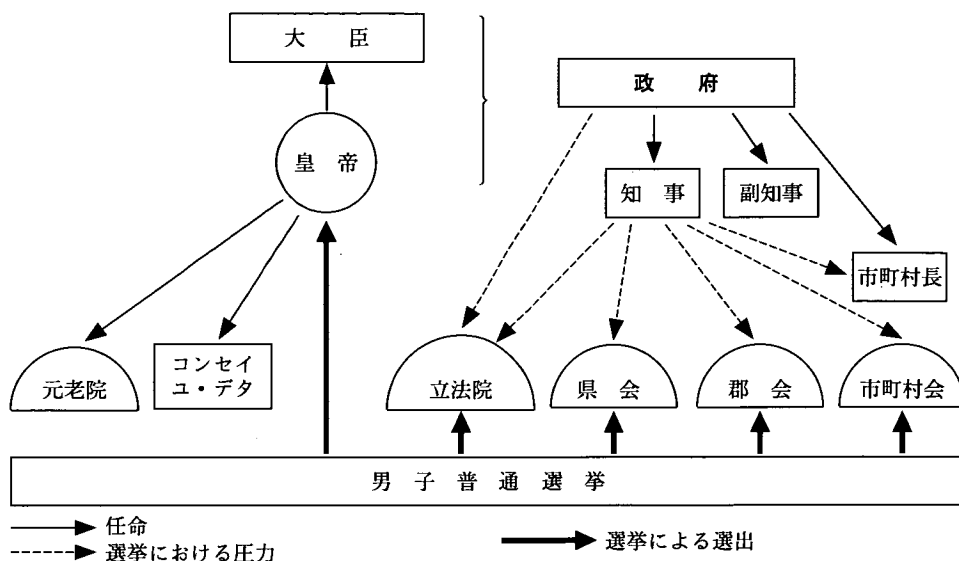 大臣
政府
皇帝
知事
副知事
市町村長
元老院
コンセイ
ユ・デタ
立法院
県会
郡会
市町村会
男子普通選挙
任命
選挙における圧力
選挙による選出